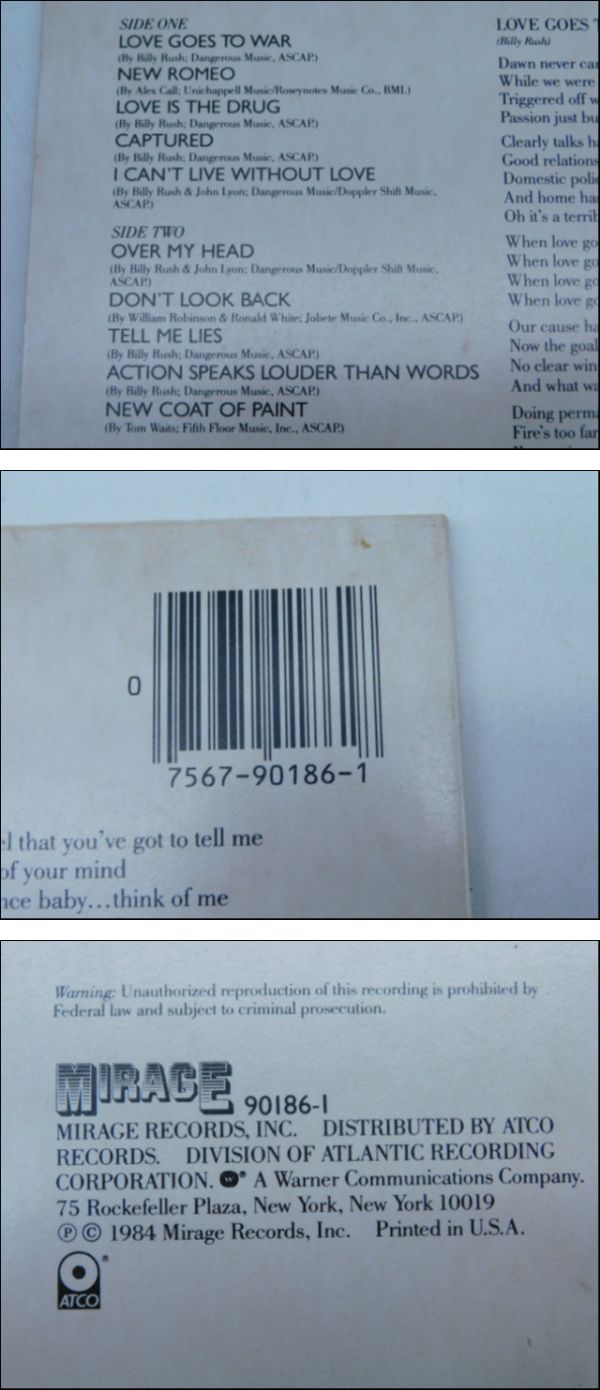 SIDE ONE
LOVE GOES TO WAR
(By Billy Rush; Dangerous Music, ASCAP.)
NEW ROMEO
(By Alex Call; Unichappell Music/Roseynotes Music Co., BMI.)
LOVE IS THE DRUG
(By Billy Rush; Dangerous Music, ASCAP.)
CAPTURED
(By Billy Rush; Dangerous Music, ASCAP.)
I CAN'T LIVE WITHOUT LOVE
(By Billy Rush & John Lyon; Dangerous Music/Doppler Shift Music,
ASCAP.)
SIDE TWO
OVER MY HEAD
(By Billy Rush & John Lyon; Dangerous Music/Doppler Shift Music,
ASCAP.)
DON'T LOOK BACK
(By William Robinson & Ronald White; Jobete Music Co., Inc., ASCAP.)
TELL ME LIES
(By Billy Rush; Dangerous Music, ASCAP.)
ACTION SPEAKS LOUDER THAN WORDS
(By Billy Rush; Dangerous Music, ASCAP.)
NEW COAT OF PAINT
(By Tom Waits; Fifth Floor Music, Inc., ASCAP.)
LOVE GOES
(Billy Rush)
Dawn never
While we were
Triggered off
Passion just
Clearly talks
Good relations
Domestic
And home
Oh it's a
When love
When love
When love
When love
Our cause
Now the goal
No clear
And what
Doing
Fire's too
0
7567-90186-1
that you've got to tell me
of your mind
baby...think of me
Warning: Unauthorized reproduction of this recording is prohibited by
Federal law and subject to criminal prosecution.
MIRAGE 90186-1
MIRAGE RECORDS, INC. DISTRIBUTED BY ATCO
RECORDS. DIVISION OF ATLANTIC RECORDING
CORPORATION. ® A Warner Communications Company.
75 Rockefeller Plaza, New York, New York 10019
℗ © 1984 Mirage Records, Inc. Printed in U.S.A.
ATCO ®